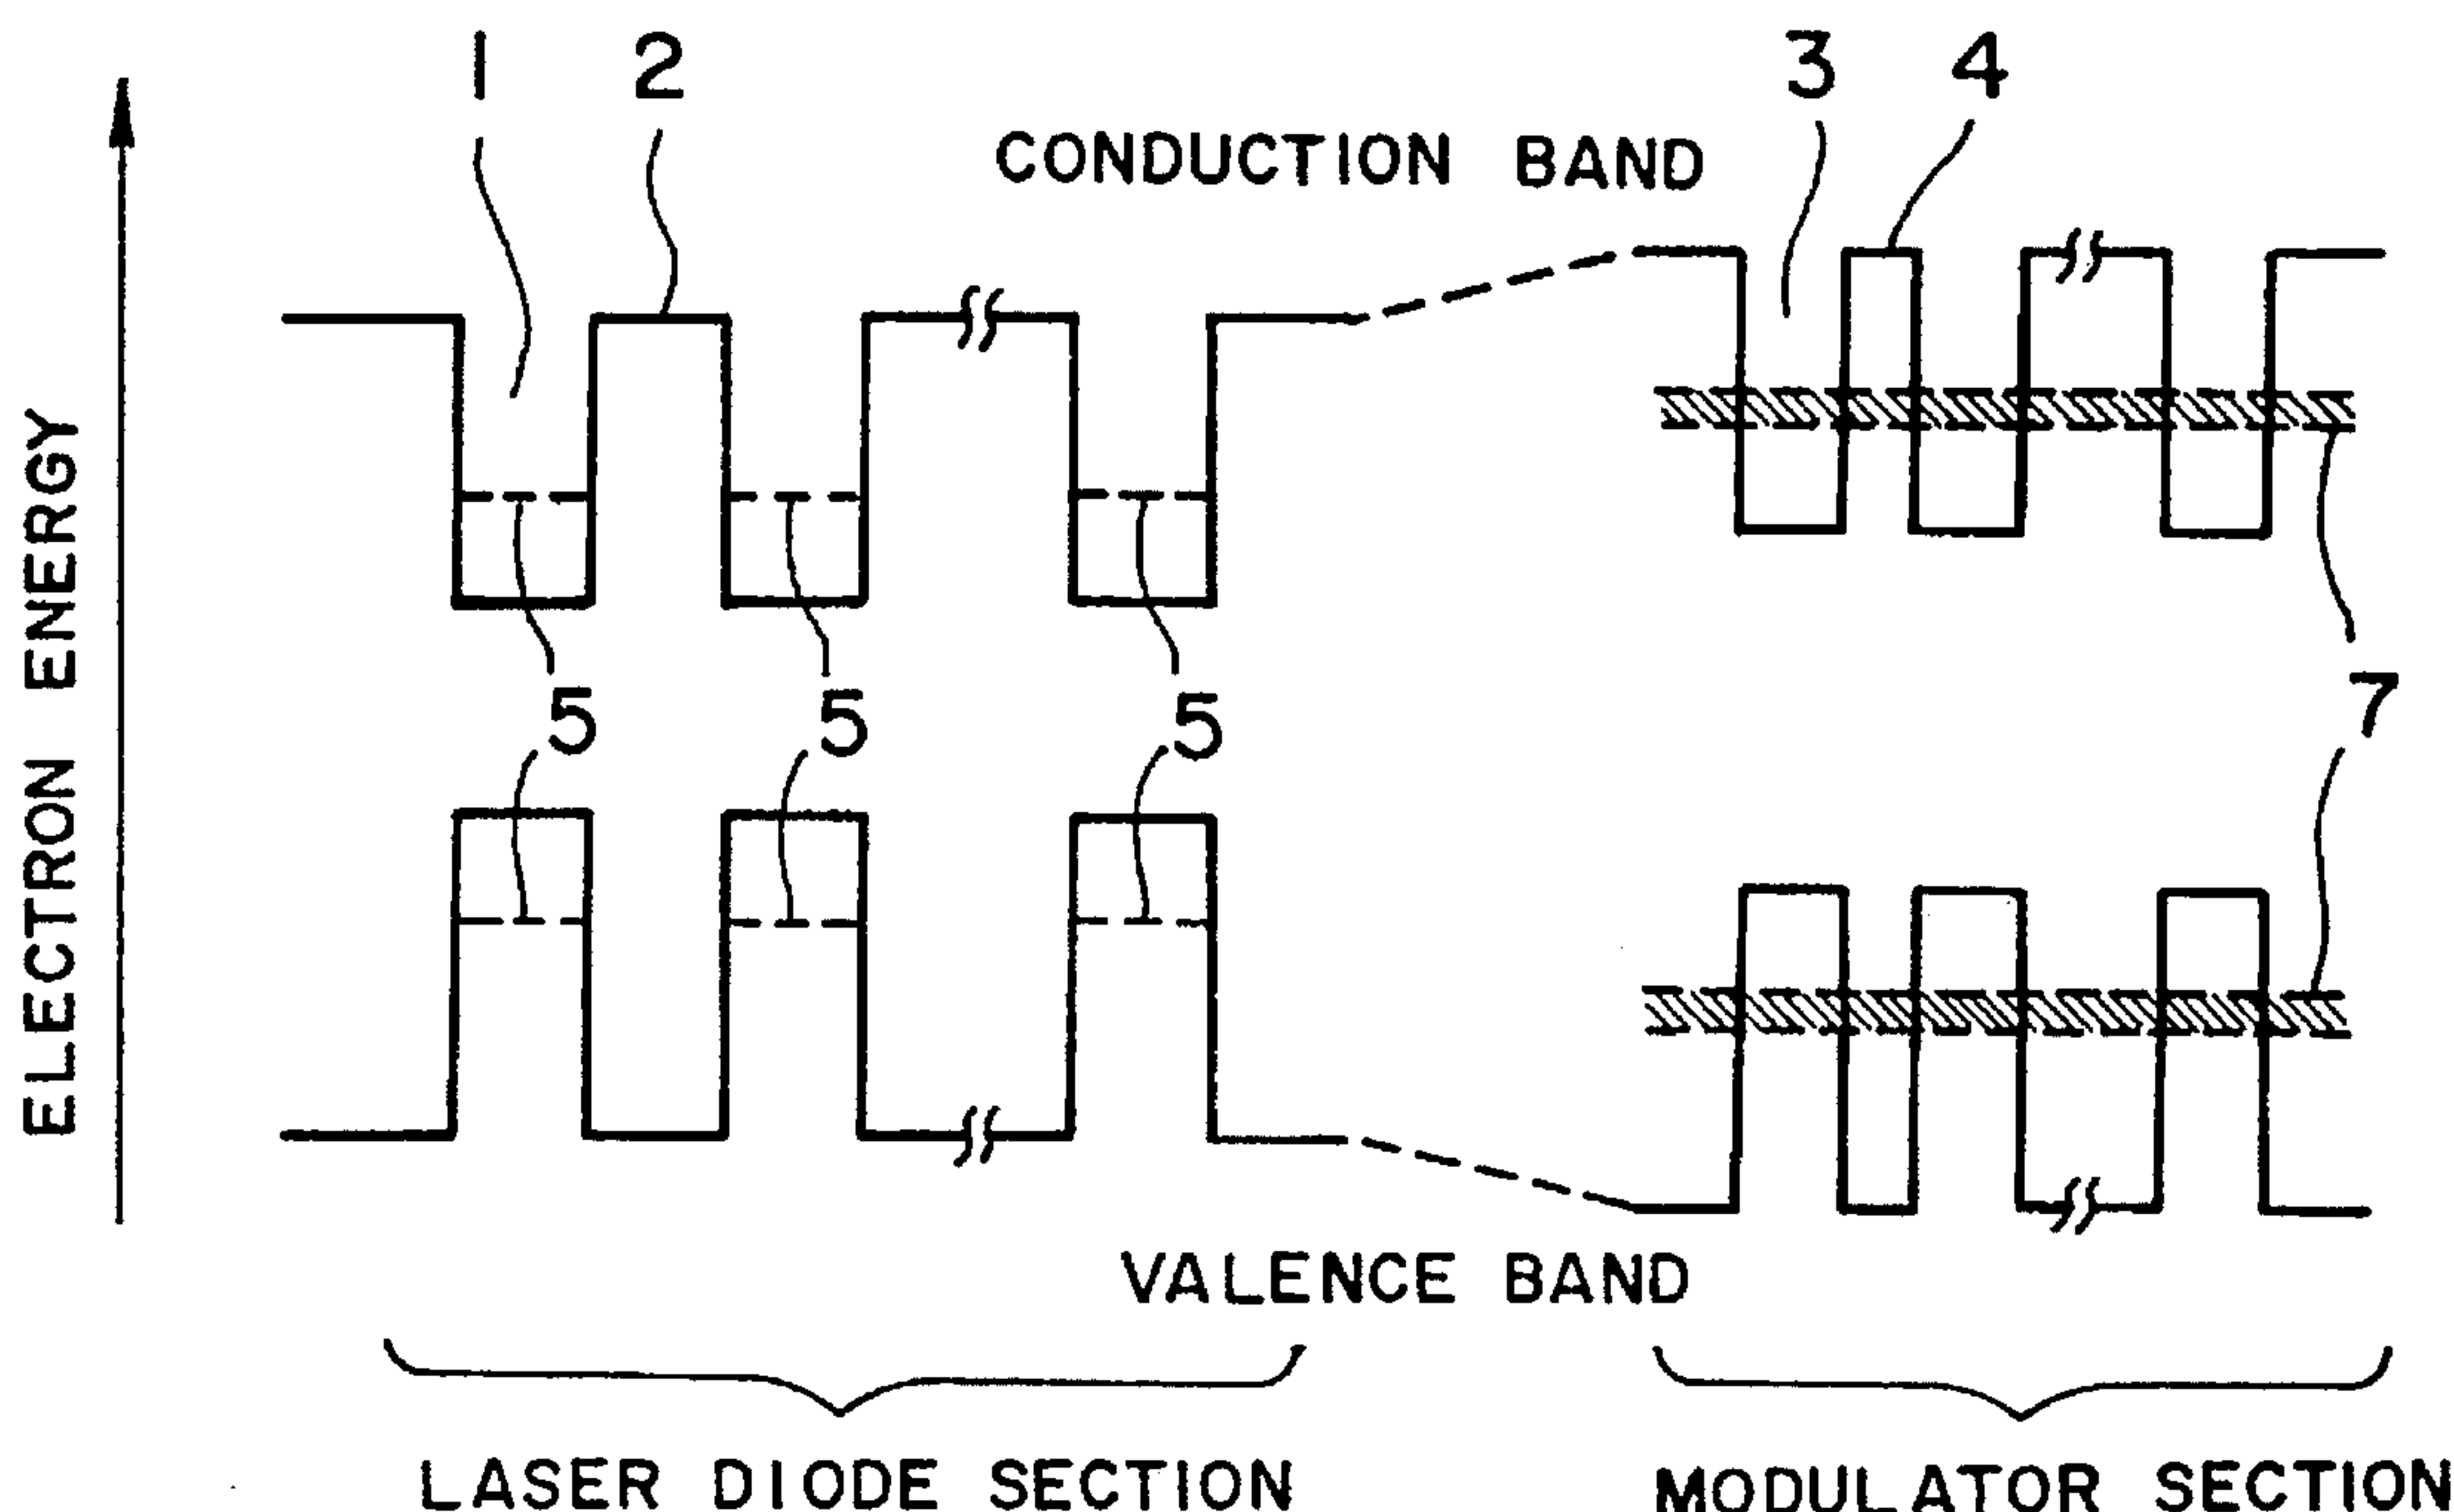 1 2 3 4
CONDUCTION BAND
ELECTRON ENERGY
5 5 5 7
VALENCE BAND
LASER DIODE SECTION MODULATOR SECTION